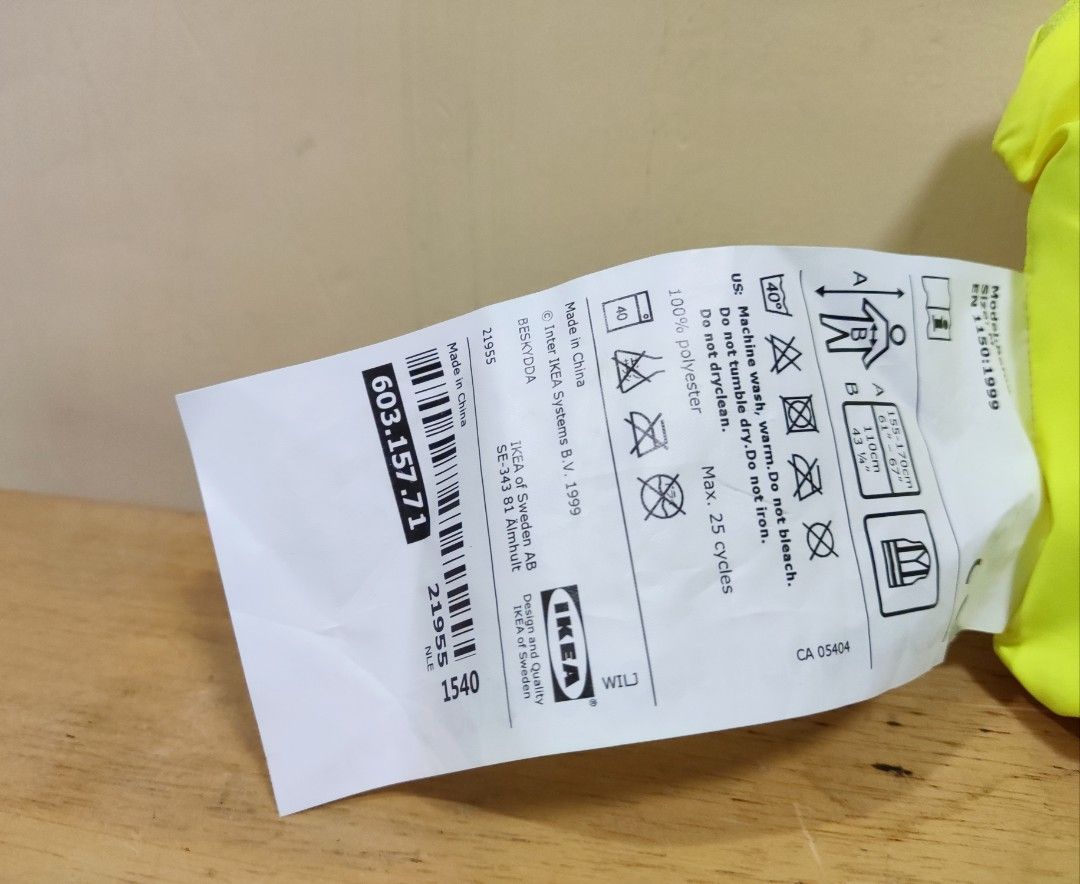 EN 1150:1999
A
B
A 155-170cm
61" – 67"
B 110cm
43 ¼"
40°
US: Machine wash, warm. Do not bleach.
Do not tumble dry. Do not iron.
Do not dryclean.
CA 05404
100% polyester Max. 25 cycles
40
Made in China
© Inter IKEA Systems B.V. 1999
WILJ
BESKYDDA
IKEA of Sweden AB
SE-343 81 Älmhult
IKEA
®
Design and Quality
IKEA of Sweden
21955
Made in China
21955 1540
NLE
603.157.71